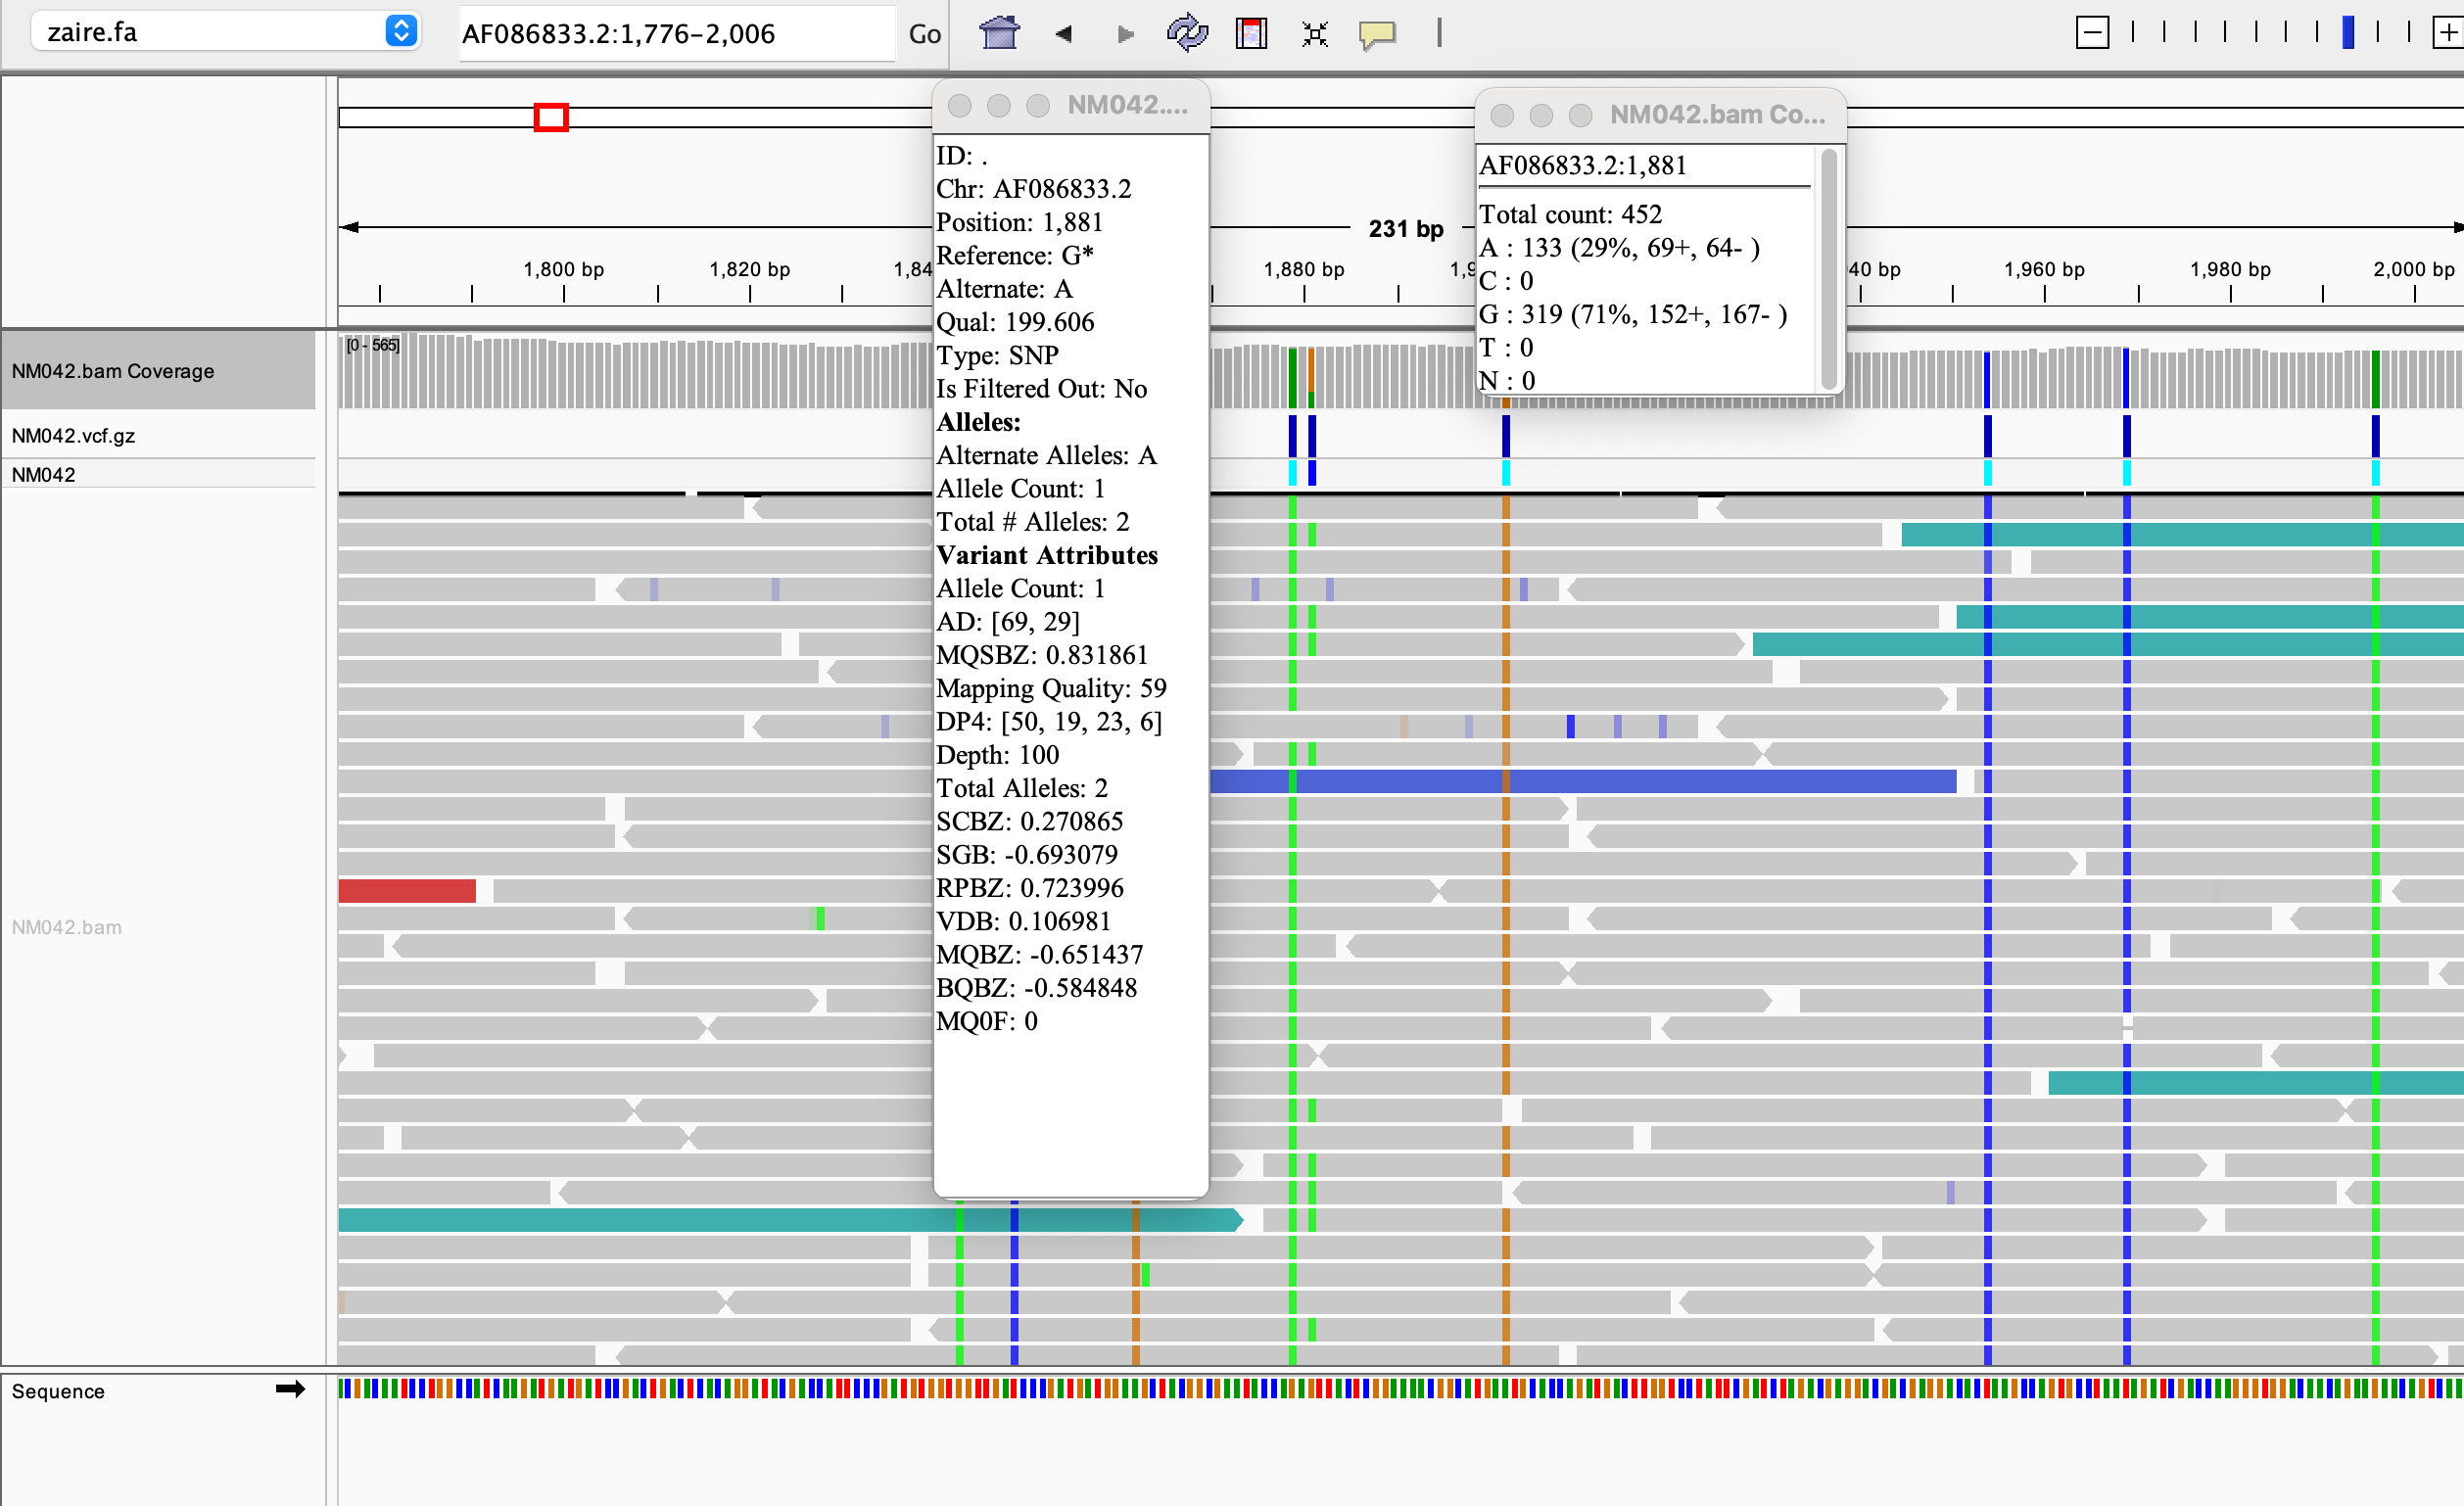 zaire.fa
AF086833.2:1,776-2,006
Go
NM042....
NM042.bam Co...
ID: .
Chr: AF086833.2
Position: 1,881
Reference: G*
Alternate: A
Qual: 199.606
Type: SNP
Is Filtered Out: No
Alleles:
Alternate Alleles: A
Allele Count: 1
Total # Alleles: 2
Variant Attributes
Allele Count: 1
AD: [69, 29]
MQSBZ: 0.831861
Mapping Quality: 59
DP4: [50, 19, 23, 6]
Depth: 100
Total Alleles: 2
SCBZ: 0.270865
SGB: -0.693079
RPBZ: 0.723996
VDB: 0.106981
MQBZ: -0.651437
BQBZ: -0.584848
MQ0F: 0
AF086833.2:1,881
Total count: 452
A : 133 (29%, 69+, 64- )
C : 0
G : 319 (71%, 152+, 167- )
T : 0
N : 0
231 bp
1,800 bp 1,820 bp 1,84 1,880 bp 1,9 40 bp 1,960 bp 1,980 bp 2,000 bp
[0 - 565]
NM042.bam Coverage
NM042.vcf.gz
NM042
NM042.bam
Sequence